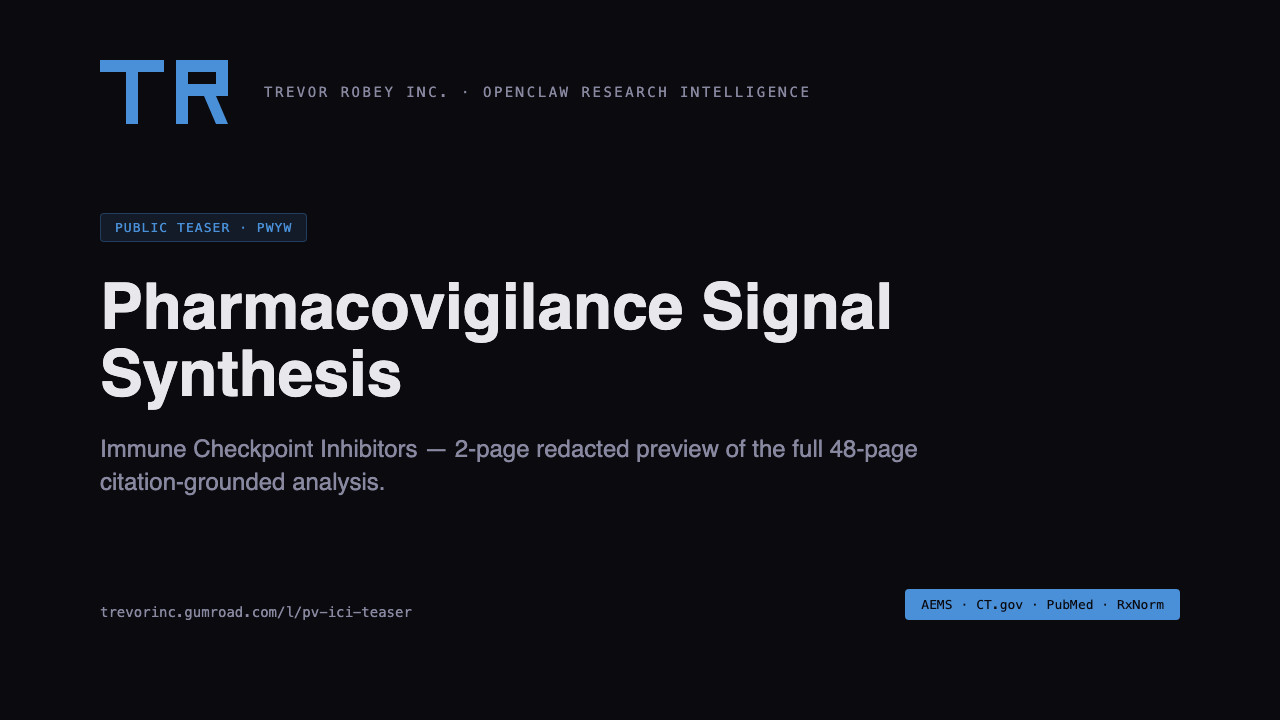 TR
TREVOR ROBEY INC. · OPENCLAW RESEARCH INTELLIGENCE
PUBLIC TEASER · PWYW
Pharmacovigilance Signal
Synthesis
Immune Checkpoint Inhibitors — 2-page redacted preview of the full 48-page
citation-grounded analysis.
trevorinc.gumroad.com/l/pv-ici-teaser
AEMS · CT.gov · PubMed · RxNorm